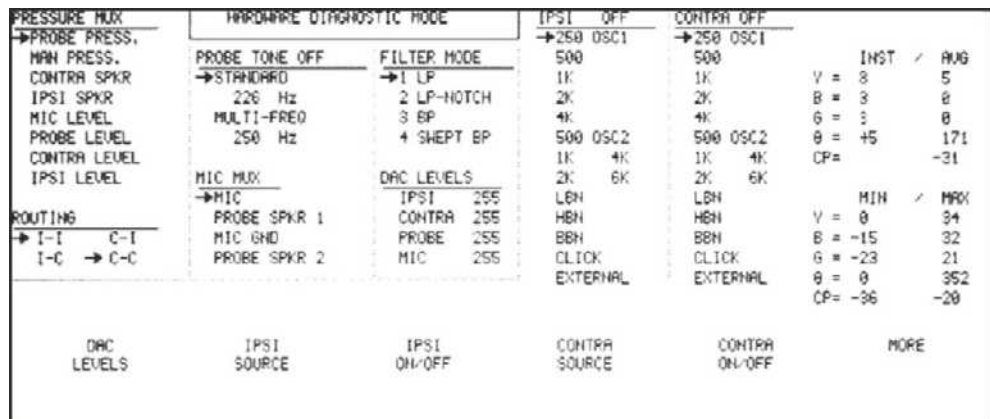 PRESSURE MUX
PROBE PRESS.
MAN PRESS.
CONTRA SPKR
IPSI SPKR
MIC LEVEL
PROBE LEVEL
CONTRA LEVEL
IPSI LEVEL
ROUTING
I-I C-I
I-C C-C
HARDWARE DIAGNOSTIC MODE
PROBE TONE OFF
STANDARD
226 Hz
MULTI-FREQ
250 Hz
MIC MUX
MIC
PROBE SPKR 1
MIC GND
PROBE SPKR 2
FILTER MODE
1 LP
2 LP-NOTCH
3 BP
4 SWEPT BP
DAC LEVELS
IPSI 255
CONTRA 255
PROBE 255
MIC 255
IPSI OFF
250 OSC1
500
1K
2K
4K
500 OSC2
1K 4K
2K 6K
LBN
HBN
BBN
CLICK
EXTERNAL
CONTRA OFF
250 OSC1
500
1K
2K
4K
500 OSC2
1K 4K
2K 6K
LBN
HBN
BBN
CLICK
EXTERNAL
INST / AVG
Y = 5
B = 0
G = 0
θ = +5 171
CP= -31
MIN / MAX
Y = 0 34
B = -15 32
G = -23 21
θ = 0 352
CP= -36 -20
DAC LEVELS
IPSI SOURCE
IPSI ON/OFF
CONTRA SOURCE
CONTRA ON/OFF
MORE